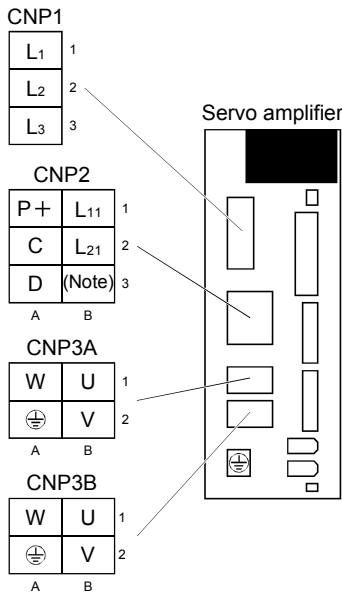 CNP1
L1 1
L2 2
L3 3
Servo amplifier
CNP2
P+ L11 1
C L21 2
D (Note) 3
A B
CNP3A
W U 1
V 2
A B
CNP3B
W U 1
V 2
A B